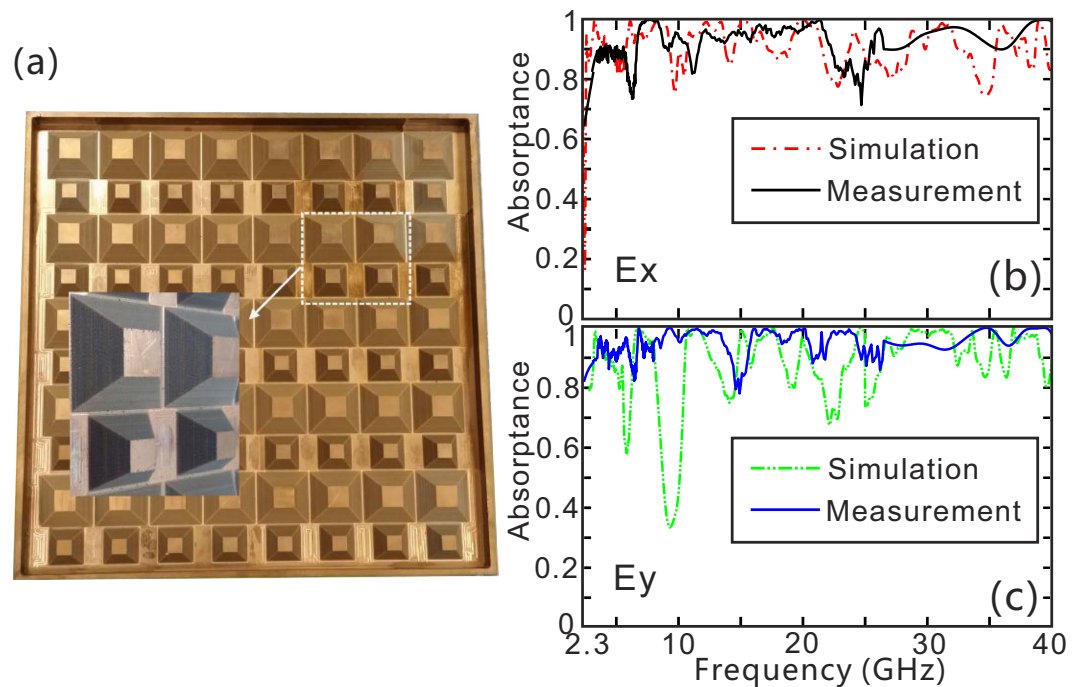 (a)
Absorptance
1
0.8
0.6
0.4
0.2
0
Simulation
Measurement
Ex
(b)
Absorptance
1
0.8
0.6
0.4
0.2
0
Simulation
Measurement
Ey
(c)
2.3 10 20 30 40
Frequency (GHz)